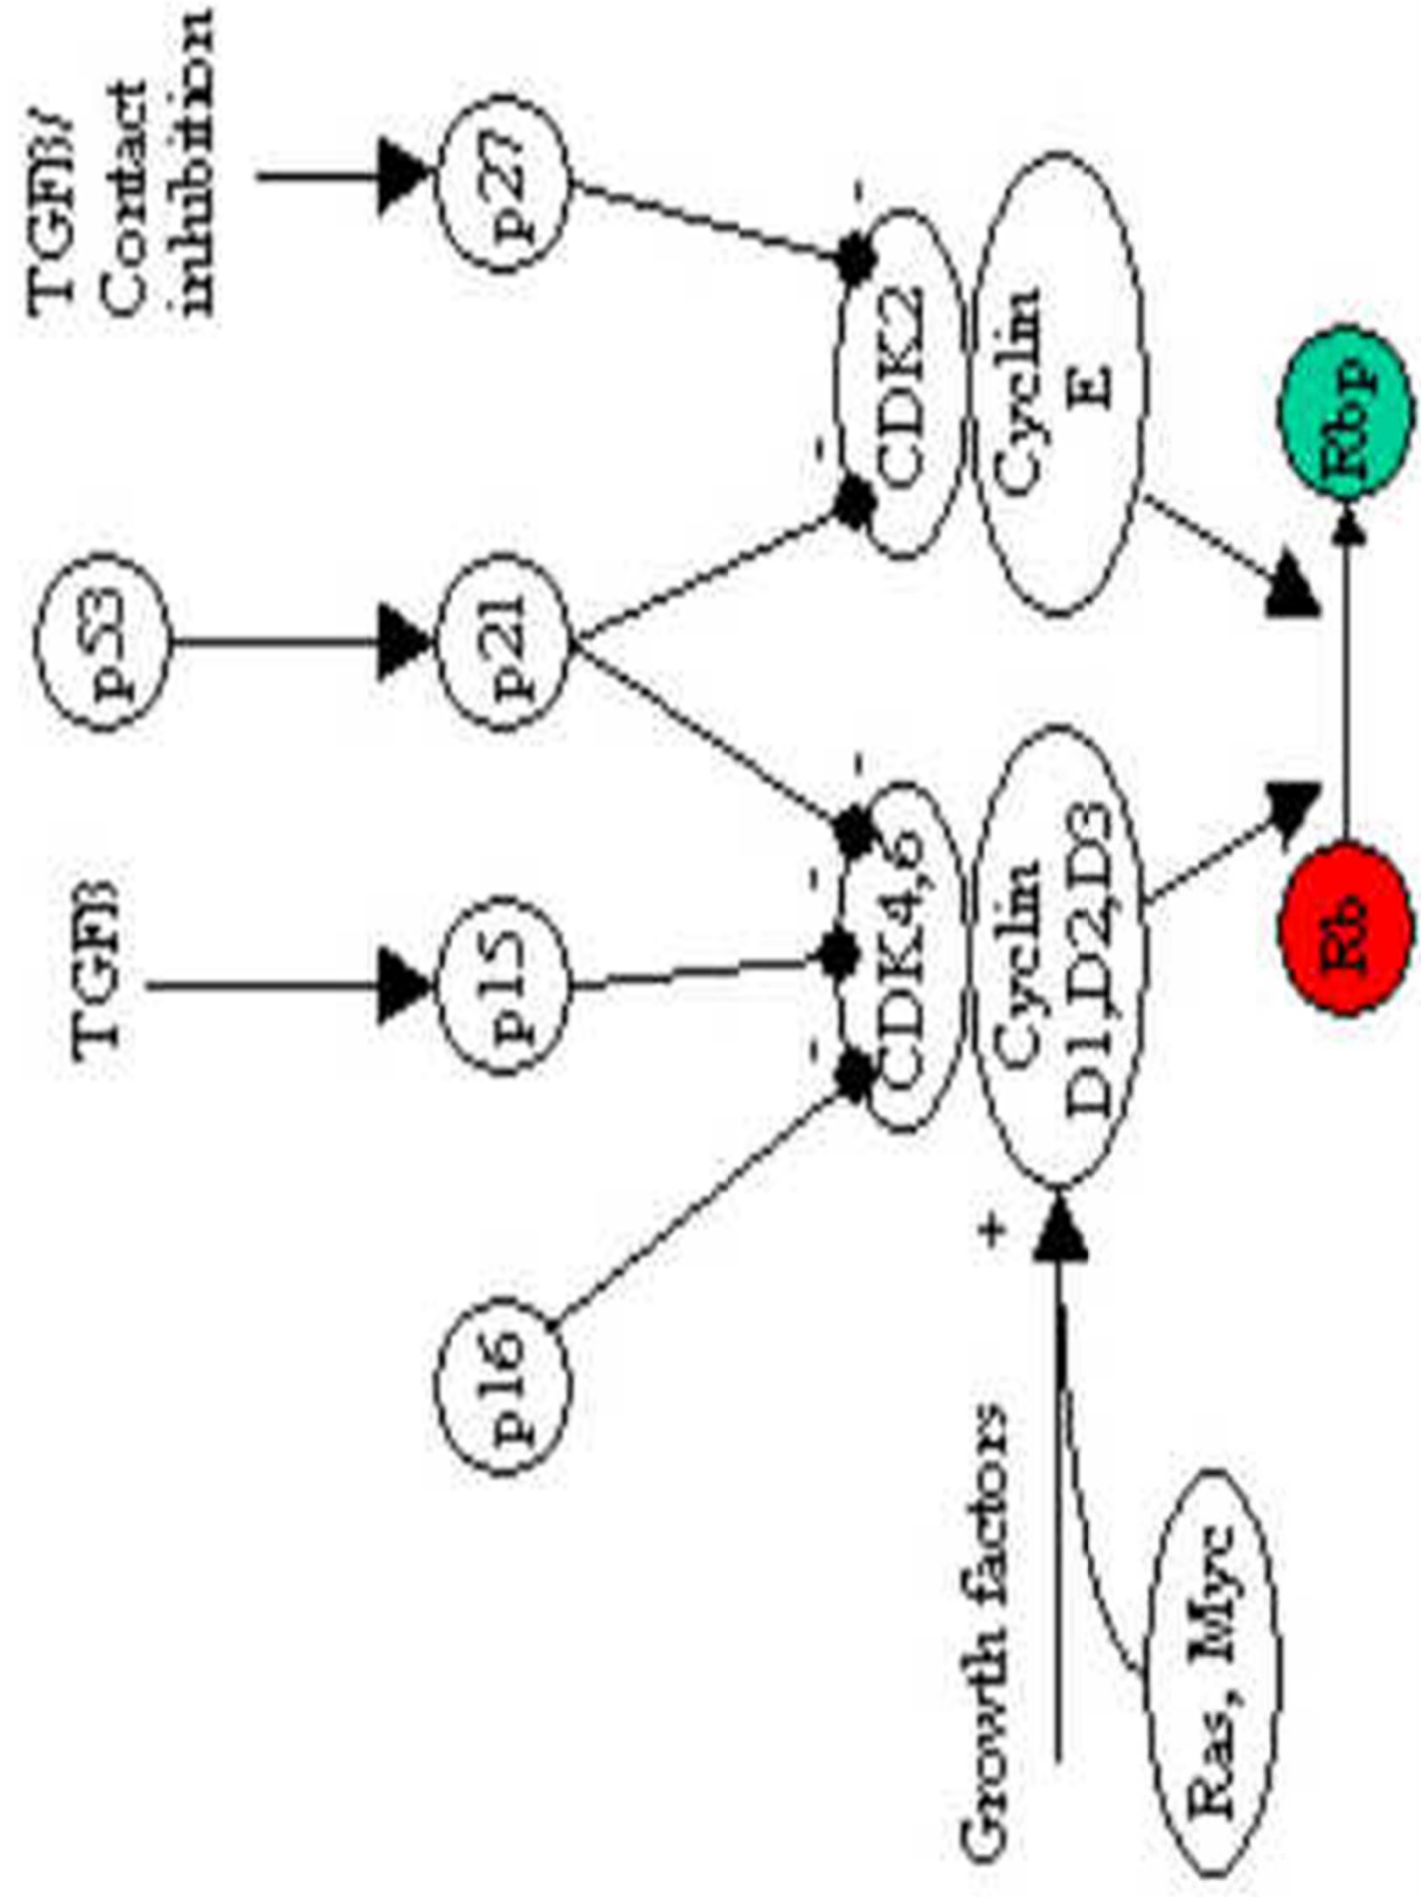 TGFB
p53
TGFB/
Contact
inhibition
p16
p15
p21
p27
-
-
-
-
-
CDK4,6
CDK2
Growth factors
+
Cyclin
D1,D2,D3
Cyclin
E
Ras, Myc
Rb
Rbp